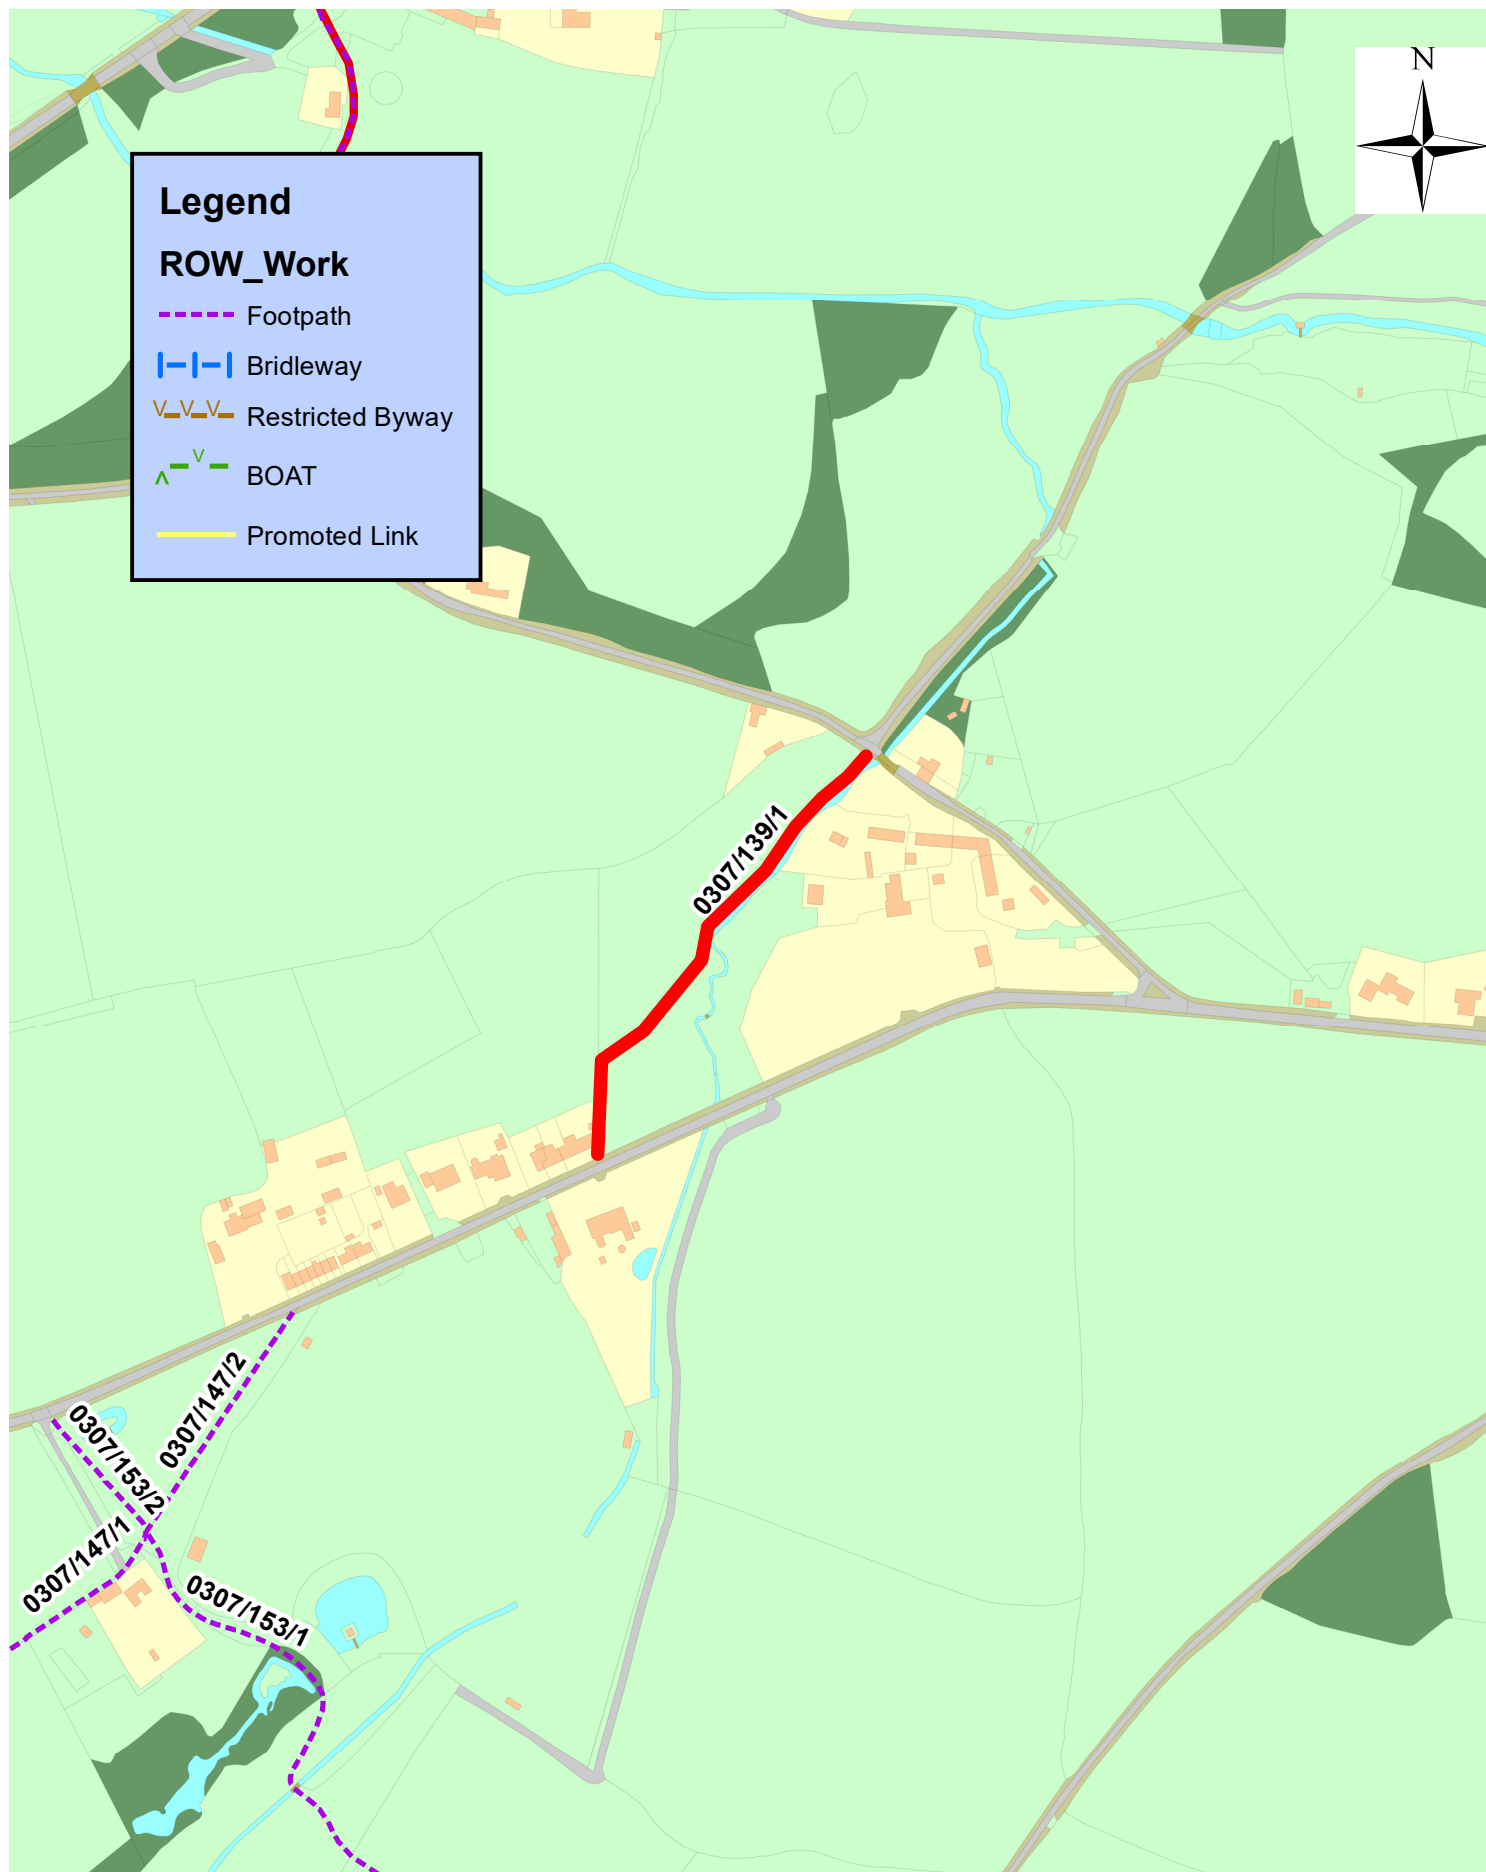 N
Legend
ROW_Work
Footpath
Bridleway
V V V
Restricted Byway
V
V
BOAT
Promoted Link
0307/139/1
0307/147/2
0307/153/2
0307/147/1
0307/153/1